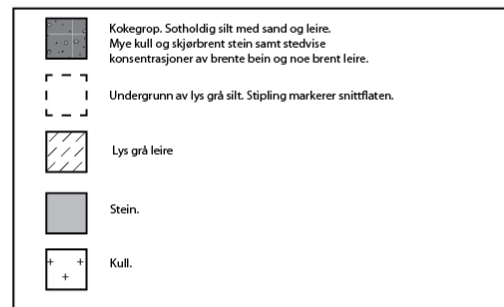 Kokegrop. Sotholdig silt med sand og leire.
Mye kull og skjørbrent stein samt stedvise
konsentrasjoner av brente bein og noe brent leire.
Undergrunn av lys grå silt. Stipling markerer snittflaten.
Lys grå leire
Stein.
Kull.